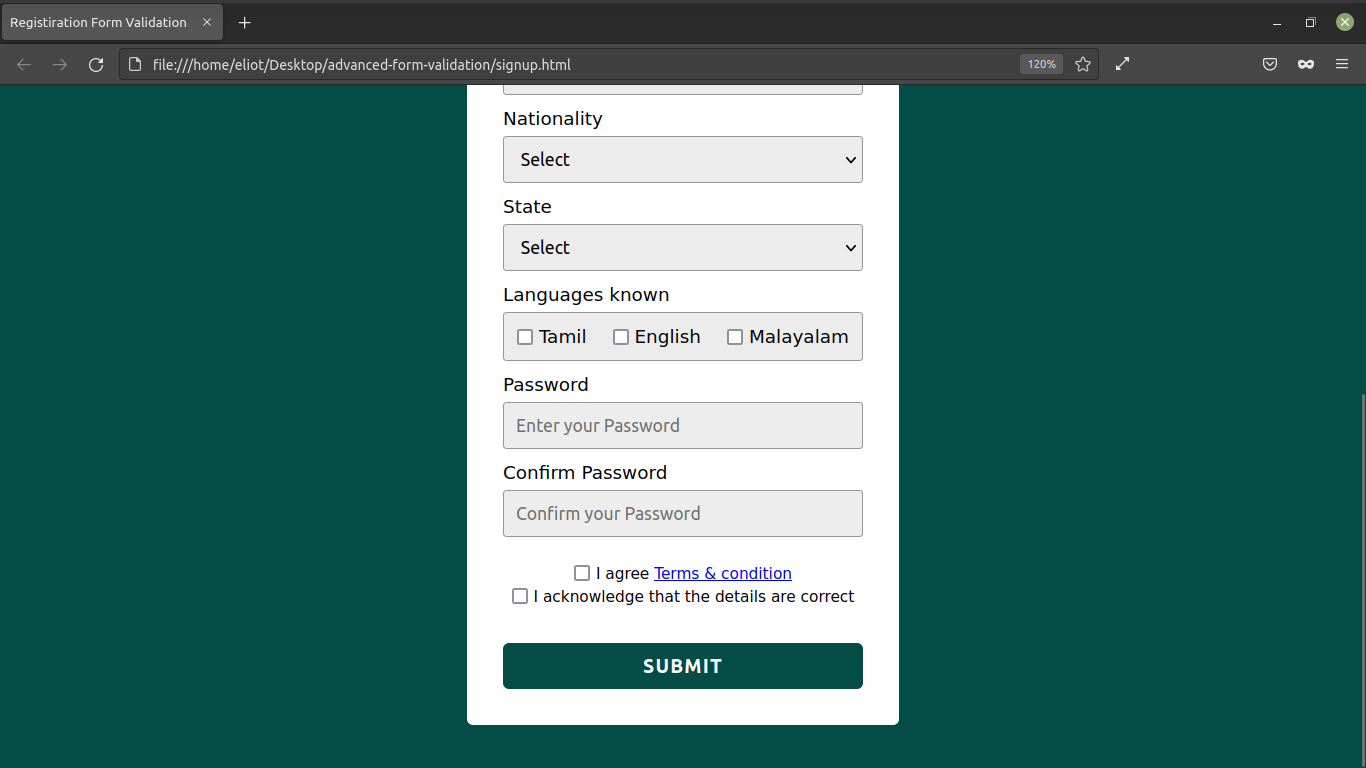 Registiration Form Validation
file:///home/eliot/Desktop/advanced-form-validation/signup.html 120%
Nationality
Select
State
Select
Languages known
Tamil English Malayalam
Password
Enter your Password
Confirm Password
Confirm your Password
I agree Terms & condition
I acknowledge that the details are correct
SUBMIT